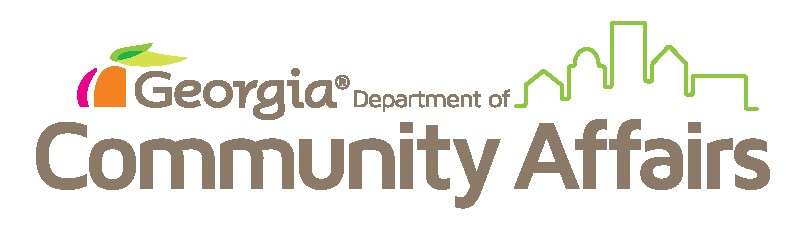 Georgia® Department of
Community Affairs